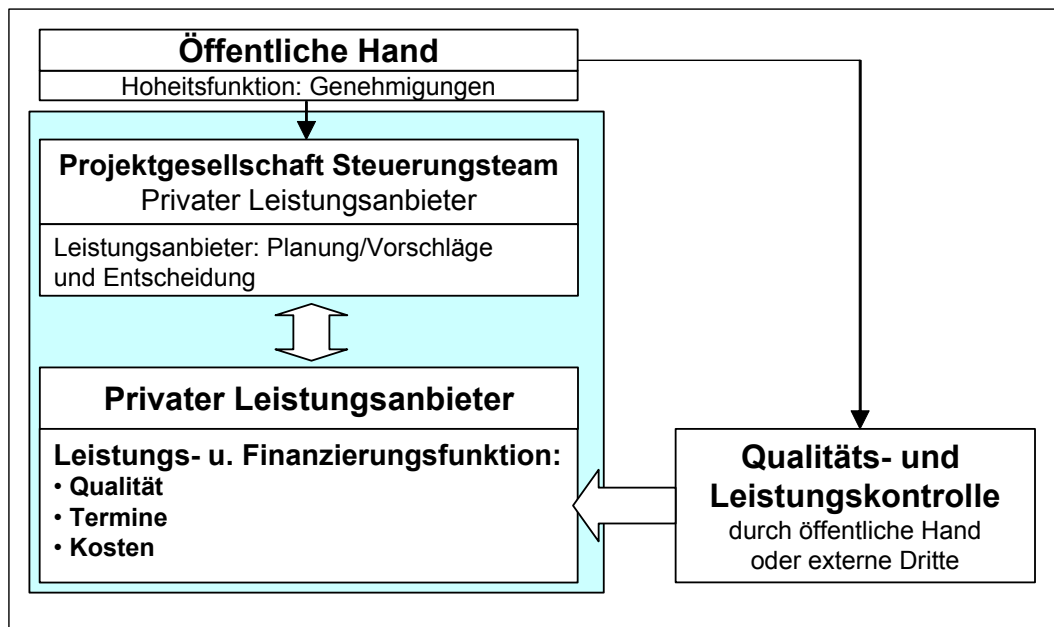 Öffentliche Hand
Hoheitsfunktion: Genehmigungen
Projektgesellschaft Steuerungsteam
Privater Leistungsanbieter
Leistungsanbieter: Planung/Vorschläge
und Entscheidung
Privater Leistungsanbieter
Leistungs- u. Finanzierungsfunktion:
• Qualität
• Termine
• Kosten
Qualitäts- und
Leistungskontrolle
durch öffentliche Hand
oder externe Dritte